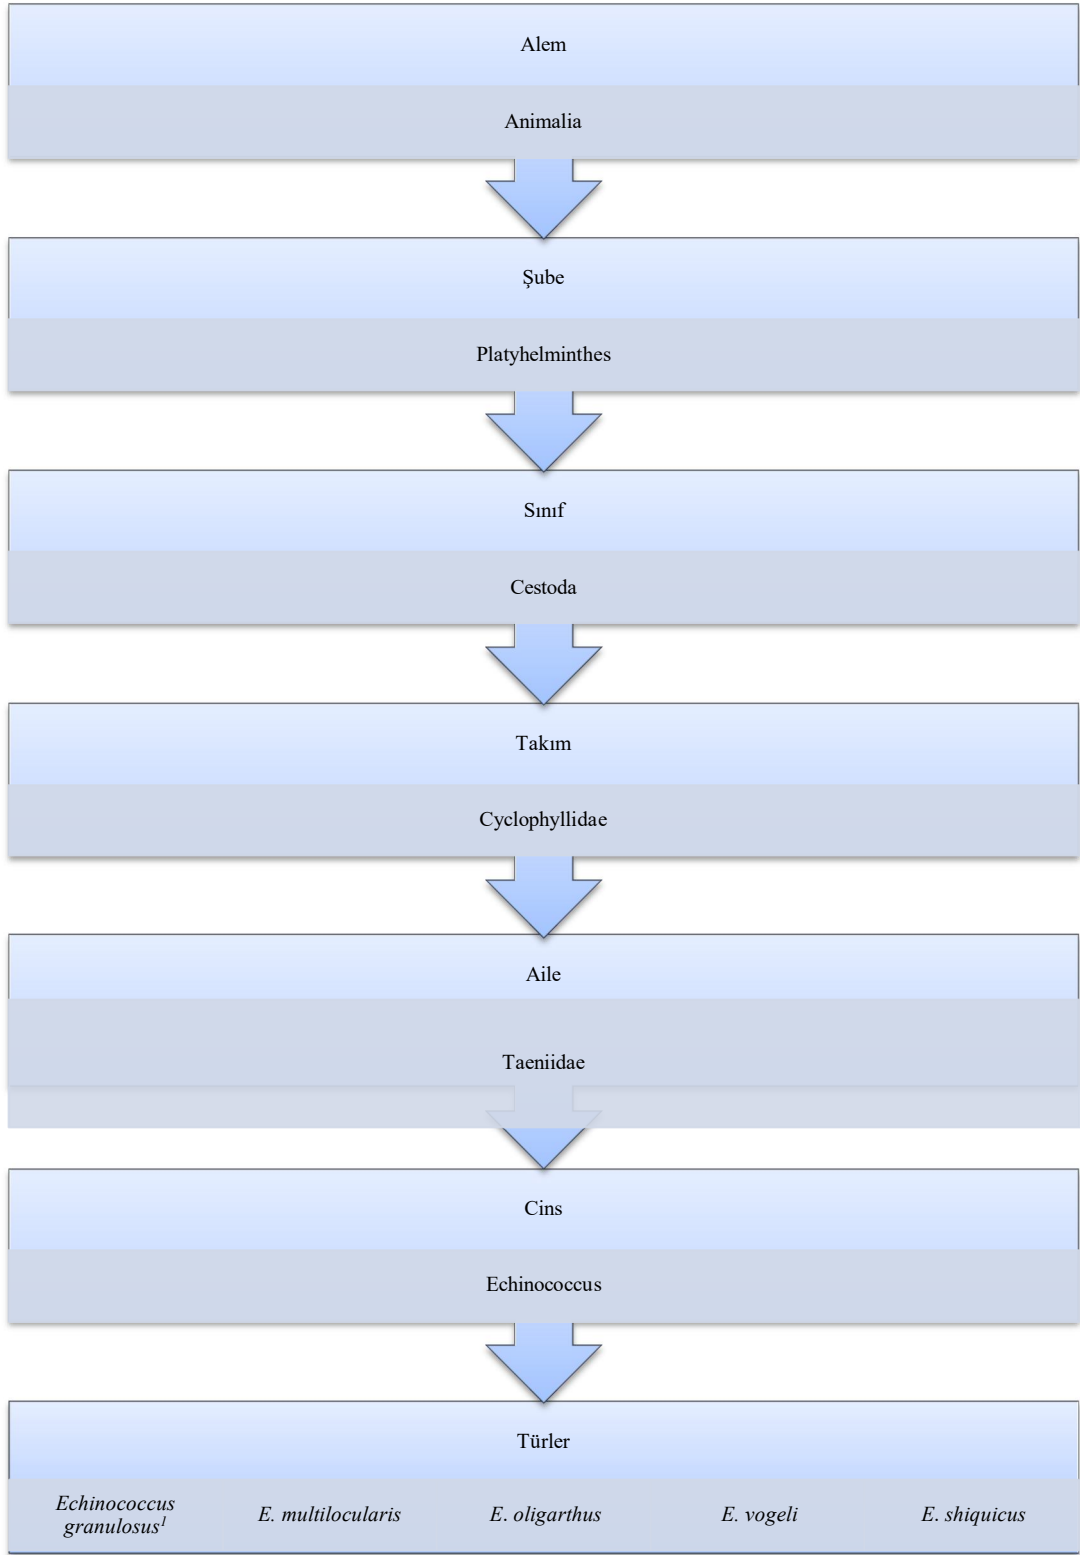 Alem
Animalia
Şube
Platyhelminthes
Sınıf
Cestoda
Takım
Cyclophyllidae
Aile
Taeniidae
Cins
Echinococcus
Türler
Echinococcus
granulosus¹
E. multilocularis
E. oligarthus
E. vogeli
E. shiquicus